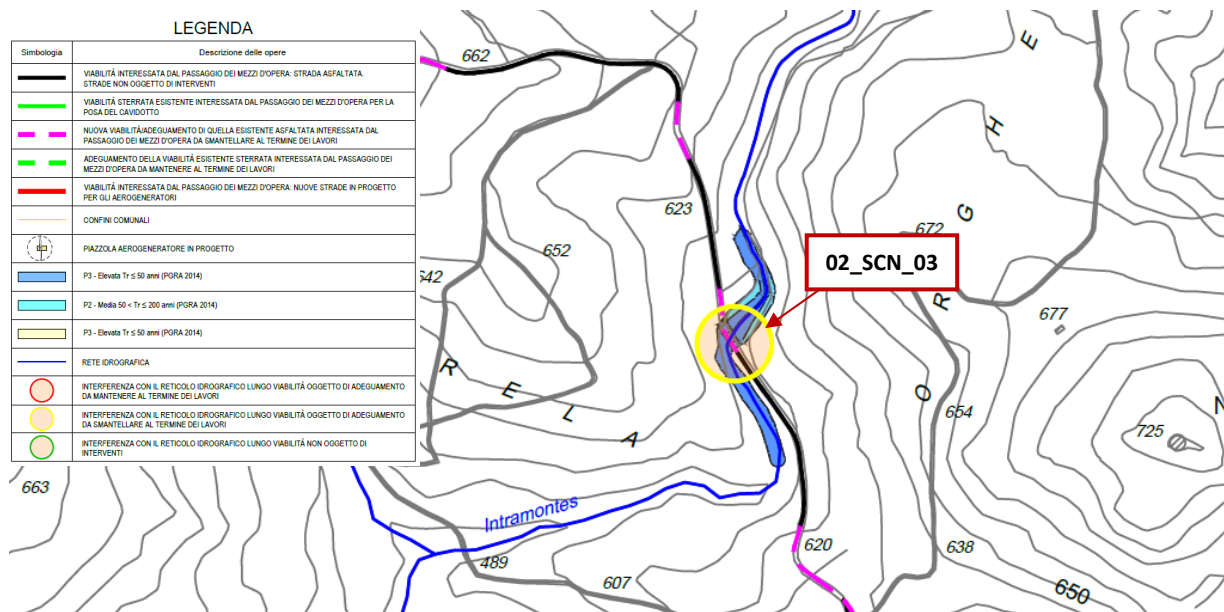 LEGENDA
Simbologia
Descrizione delle opere
VIABILITÁ INTERESSATA DAL PASSAGGIO DEI MEZZI D'OPERA: STRADA ASFALTATA.
STRADE NON OGGETTO DI INTERVENTI
VIABILITÁ STERRATA ESISTENTE INTERESSATA DAL PASSAGGIO DEI MEZZI D'OPERA PER LA
POSA DEL CAVIDOTTO
NUOVA VIABILITÁ/ADEGUAMENTO DI QUELLA ESISTENTE ASFALTATA INTERESSATA DAL
PASSAGGIO DEI MEZZI D'OPERA DA SMANTELLARE AL TERMINE DEI LAVORI
ADEGUAMENTO DELLA VIABILITÁ ESISTENTE STERRATA INTERESSATA DAL PASSAGGIO DEI
MEZZI D'OPERA DA MANTENERE AL TERMINE DEI LAVORI
VIABILITÁ INTERESSATA DAL PASSAGGIO DEI MEZZI D'OPERA: NUOVE STRADE IN PROGETTO
PER GLI AEROGENERATORI
CONFINI COMUNALI
PIAZZOLA AEROGENERATORE IN PROGETTO
P3 - Elevata Tr ≤ 50 anni (PGRA 2014)
P2 - Media 50 < Tr ≤ 200 anni (PGRA 2014)
P3 - Elevata Tr ≤ 50 anni (PGRA 2014)
RETE IDROGRAFICA
INTERFERENZA CON IL RETICOLO IDROGRAFICO LUNGO VIABILITÁ OGGETTO DI ADEGUAMENTO
DA MANTENERE AL TERMINE DEI LAVORI
INTERFERENZA CON IL RETICOLO IDROGRAFICO LUNGO VIABILITÁ OGGETTO DI ADEGUAMENTO
DA SMANTELLARE AL TERMINE DEI LAVORI
INTERFERENZA CON IL RETICOLO IDROGRAFICO LUNGO VIABILITÁ NON OGGETTO DI
INTERVENTI
662
623
652
642
672
02_SCN_03
677
654
725
N
663
489
607
620
638
650
Intramontes
R E L A
O R G H E